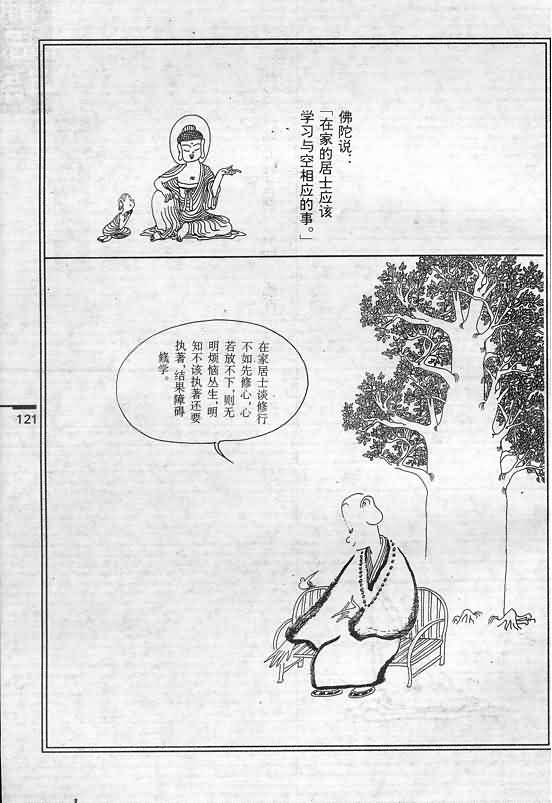 佛陀说：
「在家的居士应该
学习与空相应的事。」
在家居士谈修行
不如先修心，心
若放不下，则无
明烦恼丛生，明
知不该执著还要
执著，结果障碍
修学。
121